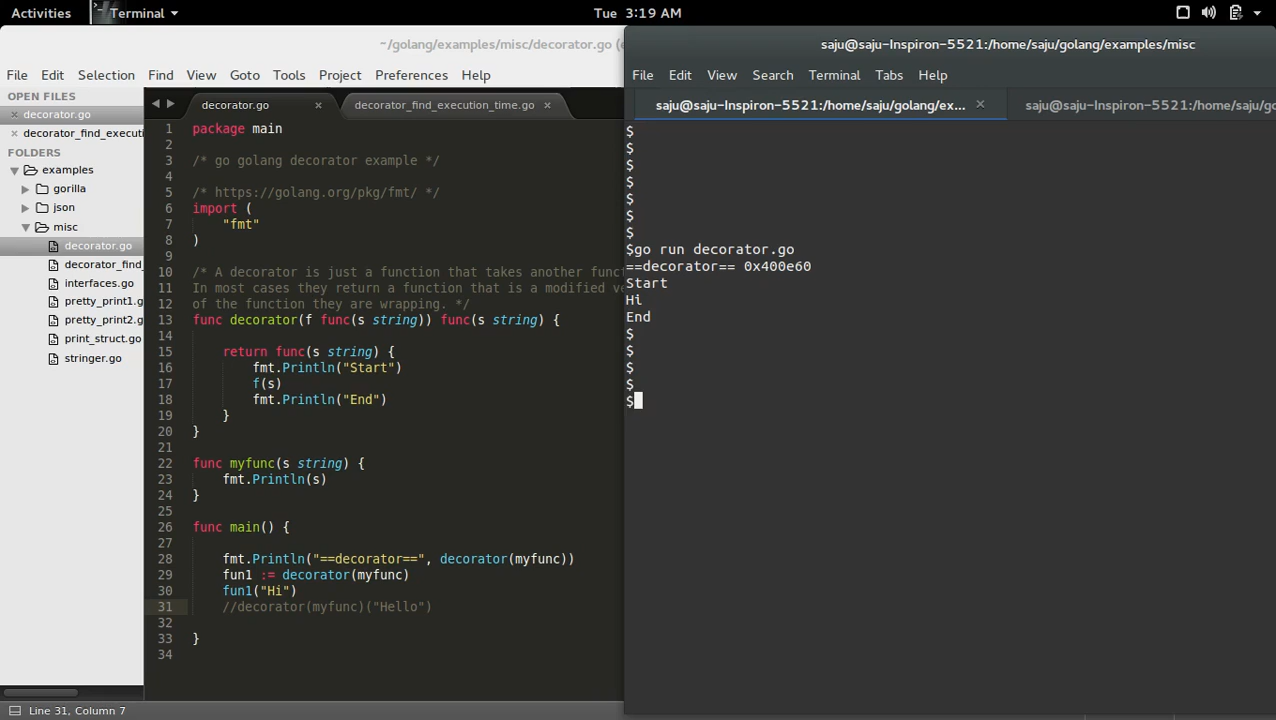 Activities Terminal Tue 3:19 AM
~/golang/examples/misc/decorator.go (e
File Edit Selection Find View Goto Tools Project Preferences Help
OPEN FILES
decorator.go
decorator_find_executi
FOLDERS
examples
gorilla
json
misc
decorator.go
decorator_find_
interfaces.go
pretty_print1.g
pretty_print2.g
print_struct.go
stringer.go
decorator.go decorator_find_execution_time.go
1 package main
2
3 /* go golang decorator example */
4
5 /* https://golang.org/pkg/fmt/ */
6 import (
7 "fmt"
8 )
9
10 /* A decorator is just a function that takes another func
11 In most cases they return a function that is a modified ve
12 of the function they are wrapping. */
13 func decorator(f func(s string)) func(s string) {
14
15 return func(s string) {
16 fmt.Println("Start")
17 f(s)
18 fmt.Println("End")
19 }
20 }
21
22 func myfunc(s string) {
23 fmt.Println(s)
24 }
25
26 func main() {
27
28 fmt.Println("==decorator==", decorator(myfunc))
29 fun1 := decorator(myfunc)
30 fun1("Hi")
31 //decorator(myfunc)("Hello")
32
33 }
34
Line 31, Column 7
saju@saju-Inspiron-5521:/home/saju/golang/examples/misc
File Edit View Search Terminal Tabs Help
saju@saju-Inspiron-5521:/home/saju/golang/ex... saju@saju-Inspiron-5521:/home/saju/go
$
$
$
$
$
$
$
$go run decorator.go
==decorator== 0x400e60
Start
Hi
End
$
$
$
$
$